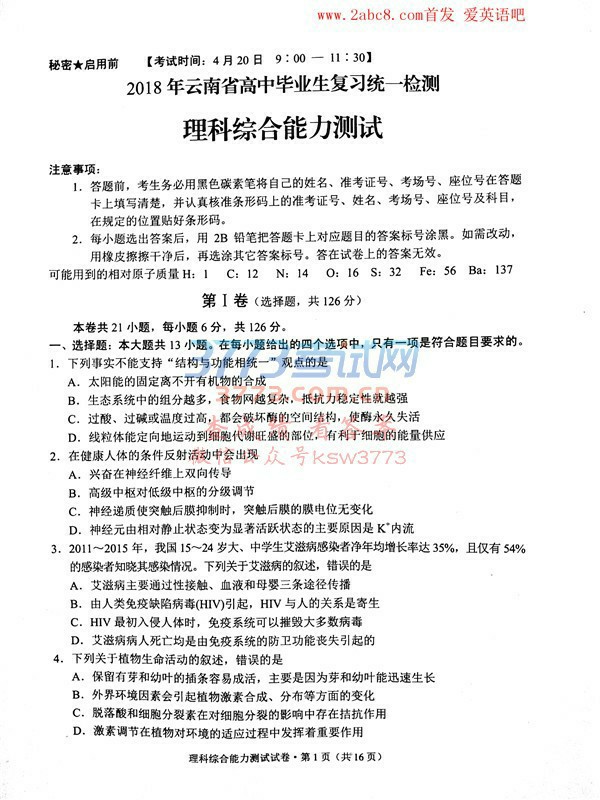 www.2abc8.com首发 爱英语吧
秘密★启用前 【考试时间：4月20日 9：00 — 11：30】
2018年云南省高中毕业生复习统一检测
理科综合能力测试
注意事项：
1．答题前，考生务必用黑色碳素笔将自己的姓名、准考证号、考场号、座位号在答题
卡上填写清楚，并认真核准条形码上的准考证号、姓名、考场号、座位号及科目，
在规定的位置贴好条形码。
2．每小题选出答案后，用2B铅笔把答题卡上对应题目的答案标号涂黑。如需改动，
用橡皮擦擦干净后，再选涂其它答案标号。答在试卷上的答案无效。
可能用到的相对原子质量 H：1 C：12 N：14 O：16 S：32 Fe：56 Ba：137
第Ⅰ卷（选择题，共126分）
本卷共21小题，每小题6分，共126分。
一、选择题：本大题共13小题。在每小题给出的四个选项中，只有一项是符合题目要求的。
1．下列事实不能支持“结构与功能相统一”观点的是
A．太阳能的固定离不开有机物的合成
B．生态系统中的组分越多，食物网越复杂，抵抗力稳定性就越强
C．过酸、过碱或温度过高，都会破坏酶的空间结构，使酶永久失活
D．线粒体能定向地运动到细胞代谢旺盛的部位，有利于细胞的能量供应
2．在健康人体的条件反射活动中会出现
A．兴奋在神经纤维上双向传导
B．高级中枢对低级中枢的分级调节
C．神经递质使突触后膜抑制时，突触后膜的膜电位无变化
D．神经元由相对静止状态变为显著活跃状态的主要原因是K⁺内流
3．2011～2015年，我国15～24岁大、中学生艾滋病感染者净年均增长率达35%，且仅有54%
的感染者知晓其感染情况。下列关于艾滋病的叙述，错误的是
A．艾滋病主要通过性接触、血液和母婴三条途径传播
B．由人类免疫缺陷病毒(HIV)引起，HIV与人的关系是寄生
C．HIV最初入侵人体时，免疫系统可以摧毁大多数病毒
D．艾滋病病人死亡均是由免疫系统的防卫功能丧失引起的
4．下列关于植物生命活动的叙述，错误的是
A．保留有芽和幼叶的插条容易成活，主要是因为芽和幼叶能迅速生长
B．外界环境因素会引起植物激素合成、分布等方面的变化
C．脱落酸和细胞分裂素在对细胞分裂的影响中存在拮抗作用
D．激素调节在植物对环境的适应过程中发挥着重要作用
理科综合能力测试试卷·第1页（共16页）
3773考试网
3773.com.cn
查成绩 看答案
微信公众号ksw3773